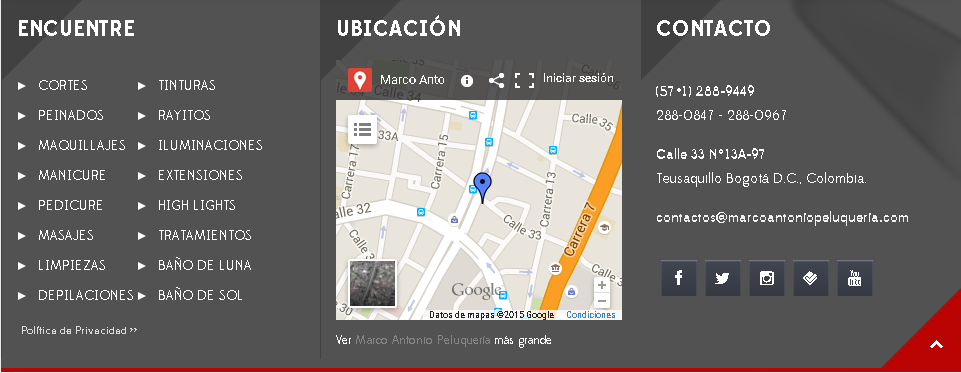 ENCUENTRE
CORTES
PEINADOS
MAQUILLAJES
MANICURE
PEDICURE
MASAJES
LIMPIEZAS
DEPILACIONES
TINTURAS
RAYITOS
ILUMINACIONES
EXTENSIONES
HIGH LIGHTS
TRATAMIENTOS
BAÑO DE LUNA
BAÑO DE SOL
Política de Privacidad >>
UBICACIÓN
Marco Anto
Iniciar sesión
Calle 34
Calle 35
33A
Carrera 15
Carrera 13
Calle 32
Calle 33
Carrera 7
Google
Datos de mapas ©2015 Google Condiciones
Ver Marco Antonio Peluquería más grande
CONTACTO
(57+1) 288-9449
288-0847 - 288-0967
Calle 33 N°13A-97
Teusaquillo Bogotá D.C., Colombia.
contactos@marcoantoniopeluqueria.com
You
Tube